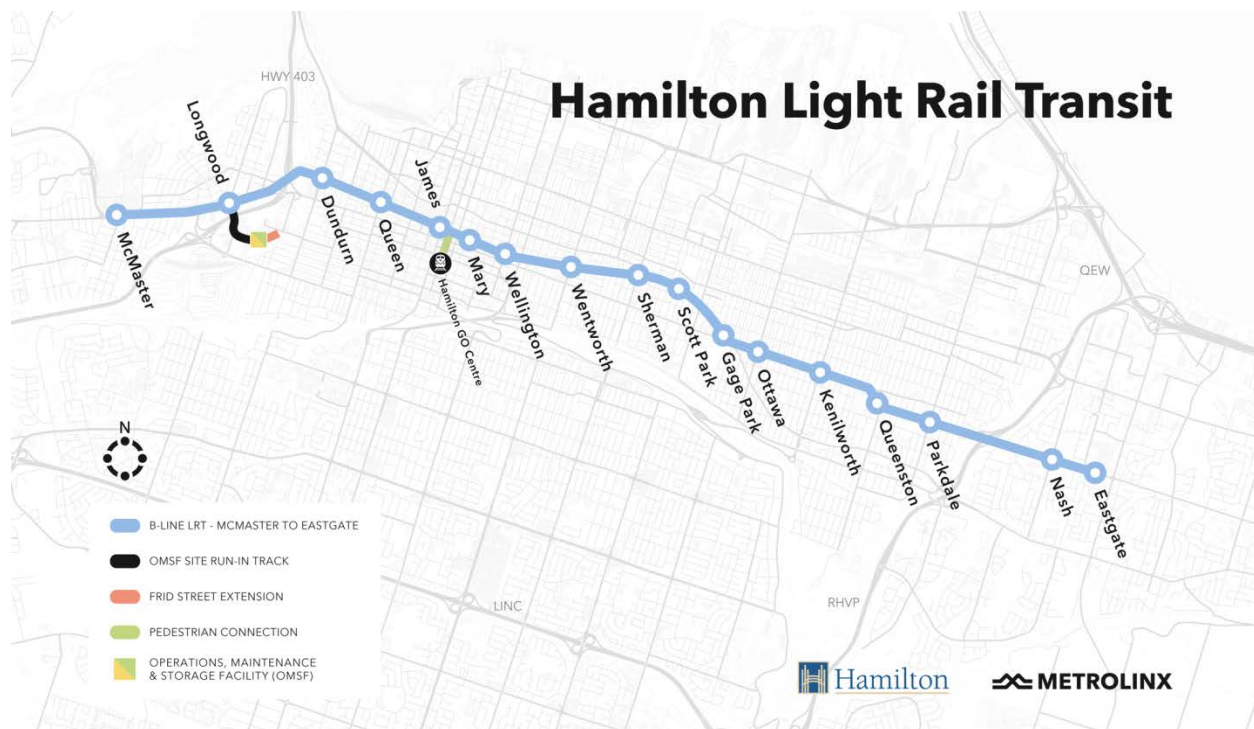 Hamilton Light Rail Transit
HWY 403
Longwood
James
McMaster
Dundurn
Queen
Mary
Wellington
Hamilton GO Centre
Wentworth
Sherman
Scott Park
Gage Park
Ottawa
Kenilworth
Queenston
Parkdale
Nash
Eastgate
QEW
N
B-LINE LRT - MCMASTER TO EASTGATE
OMSF SITE RUN-IN TRACK
FRID STREET EXTENSION
PEDESTRIAN CONNECTION
OPERATIONS, MAINTENANCE
& STORAGE FACILITY (OMSF)
LINC
RHVP
Hamilton
METROLINX